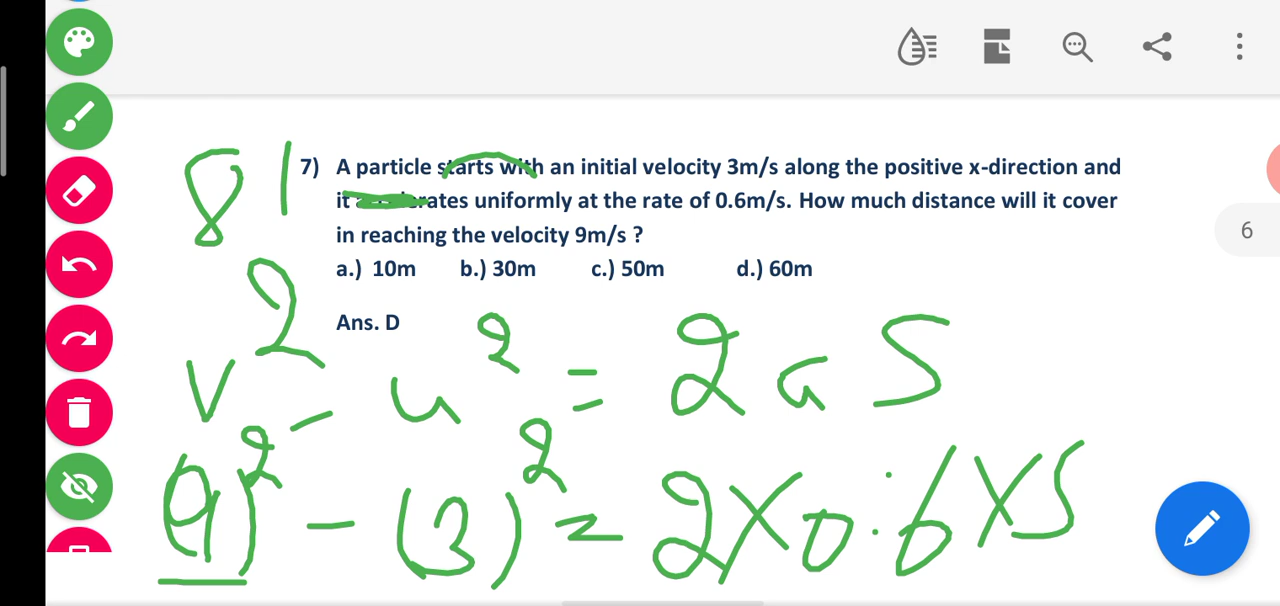 6
81
7) A particle starts with an initial velocity 3m/s along the positive x-direction and
it accelerates uniformly at the rate of 0.6m/s. How much distance will it cover
in reaching the velocity 9m/s ?
a.) 10m b.) 30m c.) 50m d.) 60m
Ans. D
v² - u² = 2as
(9)² - (3)² = 2×0.6×s